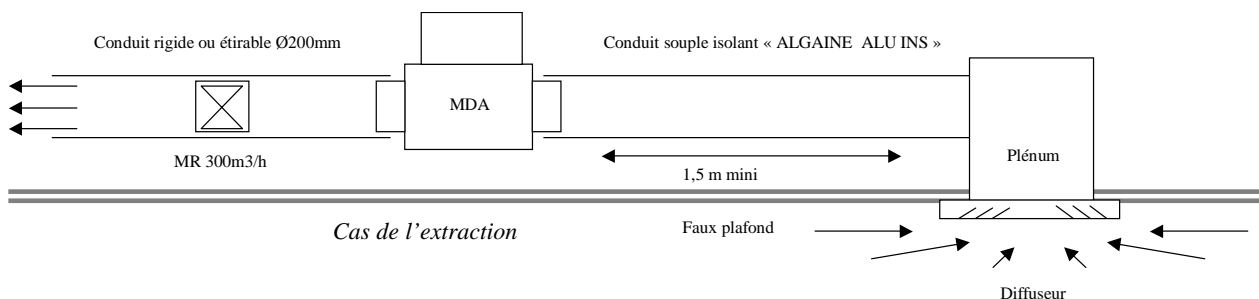 Conduit rigide ou étirable Ø200mm
Conduit souple isolant « ALGAINE ALU INS »
MDA
MR 300m3/h
Plénum
1,5 m mini
Cas de l'extraction
Faux plafond
Diffuseur